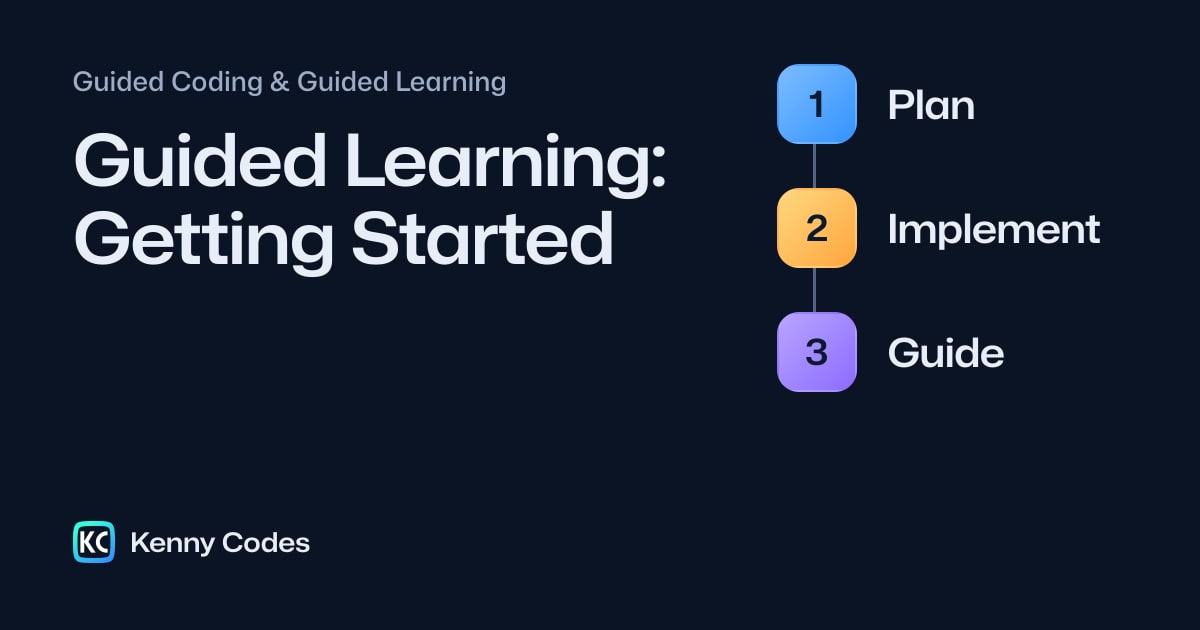 Guided Coding & Guided Learning
Guided Learning:
Getting Started
1 Plan
2 Implement
3 Guide
KC Kenny Codes